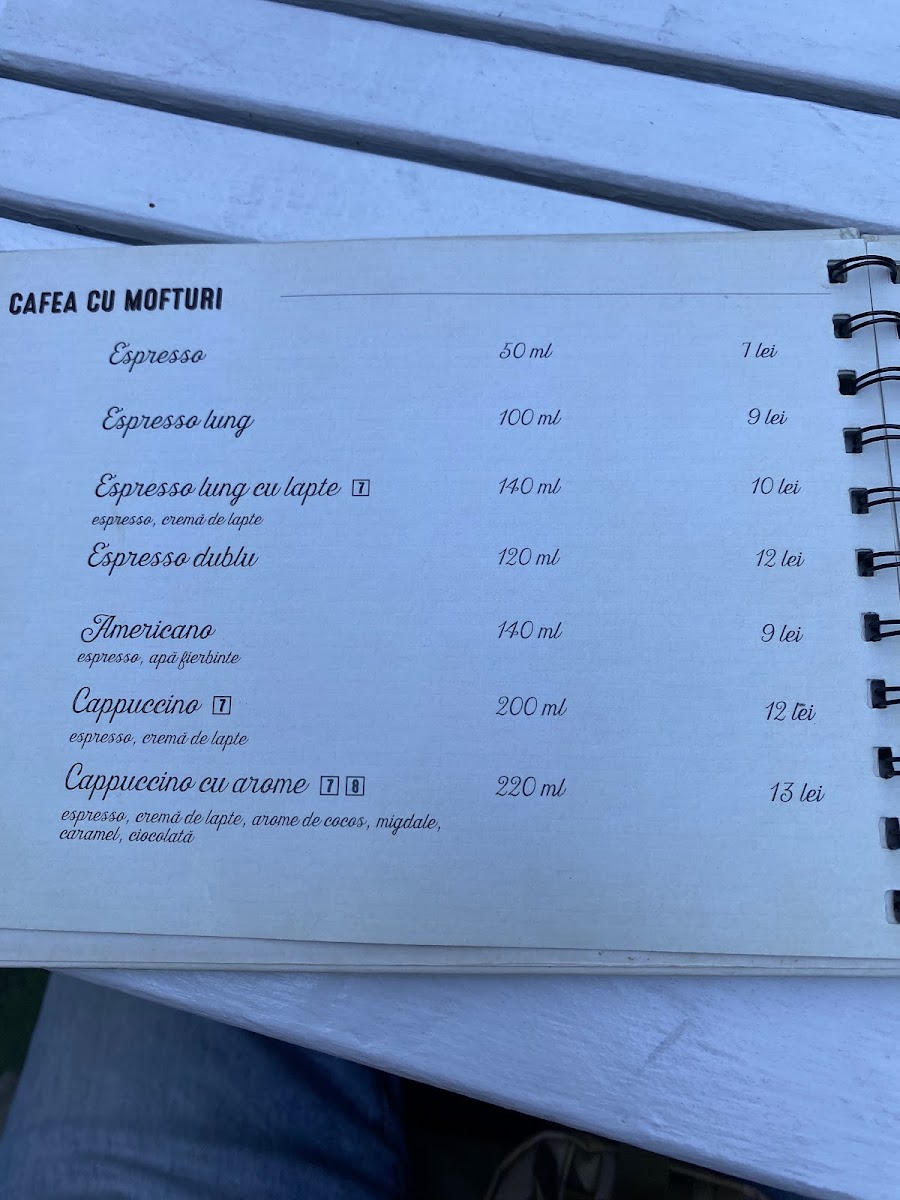 CAFEA CU MOFTURI
Espresso 50 ml 7 lei
Espresso lung 100 ml 9 lei
Espresso lung cu lapte 7 140 ml 10 lei
espresso, cremă de lapte
Espresso dublu 120 ml 12 lei
Americano 140 ml 9 lei
espresso, apă fierbinte
Cappuccino 7 200 ml 12 lei
espresso, cremă de lapte
Cappuccino cu arome 7 8 220 ml 13 lei
espresso, cremă de lapte, arome de cocos, migdale,
caramel, ciocolată